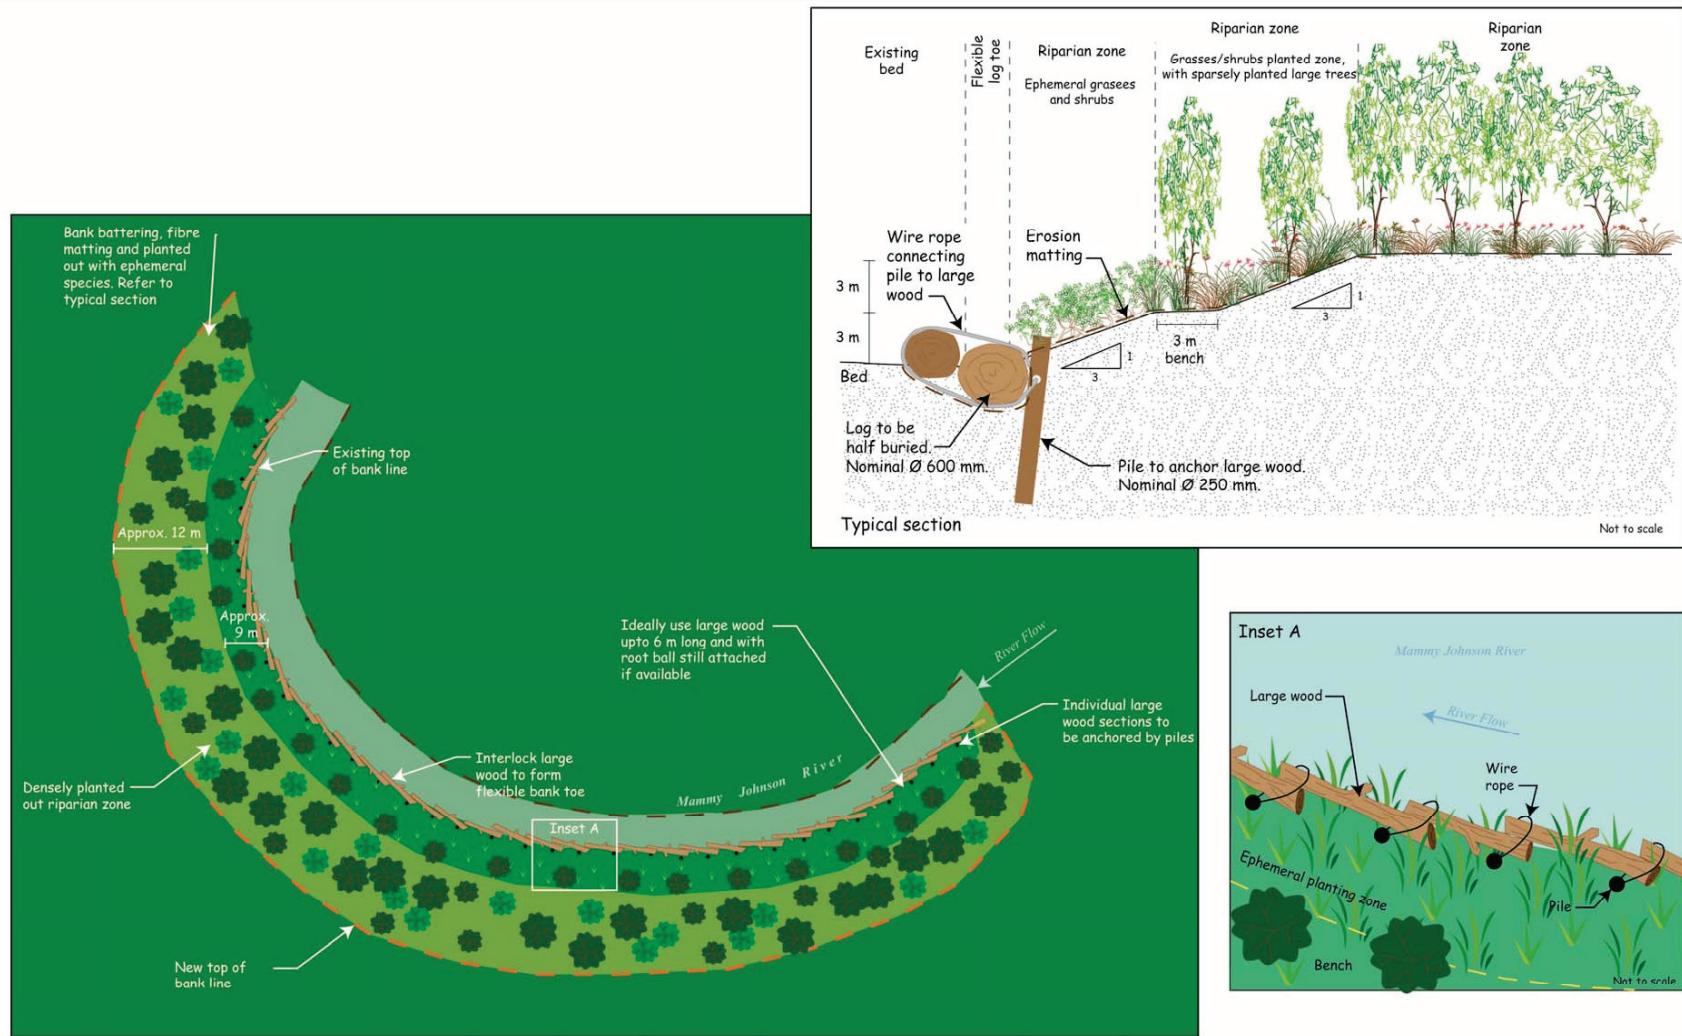 Existing
bed
Flexible
log toe
Riparian zone
Ephemeral grasees
and shrubs
Riparian zone
Grasses/shrubs planted zone,
with sparsely planted large trees
Riparian
zone
Wire rope
connecting
pile to large
wood
Erosion
matting
3 m
3 m
Bed
1
3
3 m
bench
1
3
Log to be
half buried.
Nominal Ø 600 mm.
Pile to anchor large wood.
Nominal Ø 250 mm.
Typical section
Not to scale
Bank battering, fibre
matting and planted
out with ephemeral
species. Refer to
typical section
Existing top
of bank line
Approx. 12 m
Approx.
9 m
Ideally use large wood
upto 6 m long and with
root ball still attached
if available
River Flow
Individual large
wood sections to
be anchored by piles
Interlock large
wood to form
flexible bank toe
Mammy Johnson River
Densely planted
out riparian zone
Inset A
New top of
bank line
Inset A
Mammy Johnson River
Large wood
River Flow
Wire
rope
Ephemeral planting zone
Pile
Bench
Not to scale